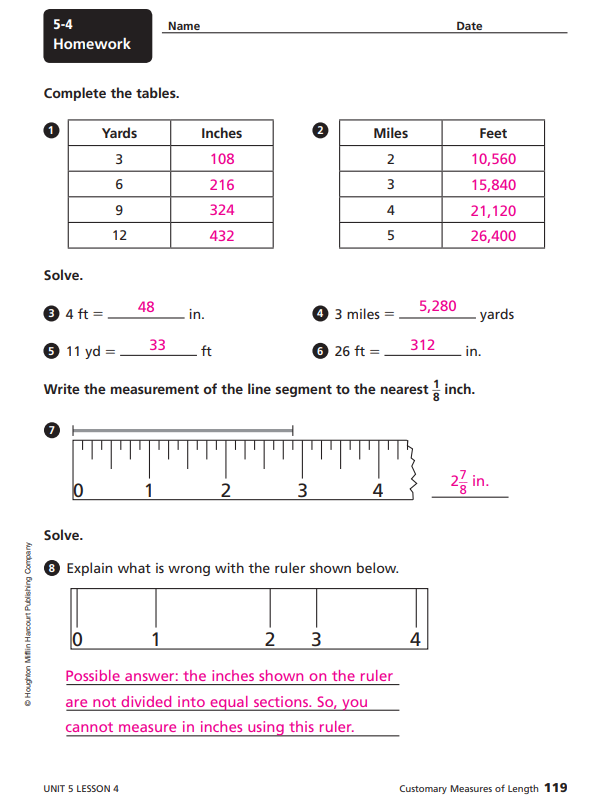 5-4
Homework
Name
Date
Complete the tables.
1
Yards Inches
3 108
6 216
9 324
12 432
2
Miles Feet
2 10,560
3 15,840
4 21,120
5 26,400
Solve.
3 4 ft = 48 in.
4 3 miles = 5,280 yards
5 11 yd = 33 ft
6 26 ft = 312 in.
Write the measurement of the line segment to the nearest 1/8 inch.
7
0 1 2 3 4
2 7/8 in.
Solve.
8 Explain what is wrong with the ruler shown below.
0 1 2 3 4
Possible answer: the inches shown on the ruler
are not divided into equal sections. So, you
cannot measure in inches using this ruler.
© Houghton Mifflin Harcourt Publishing Company
UNIT 5 LESSON 4
Customary Measures of Length 119